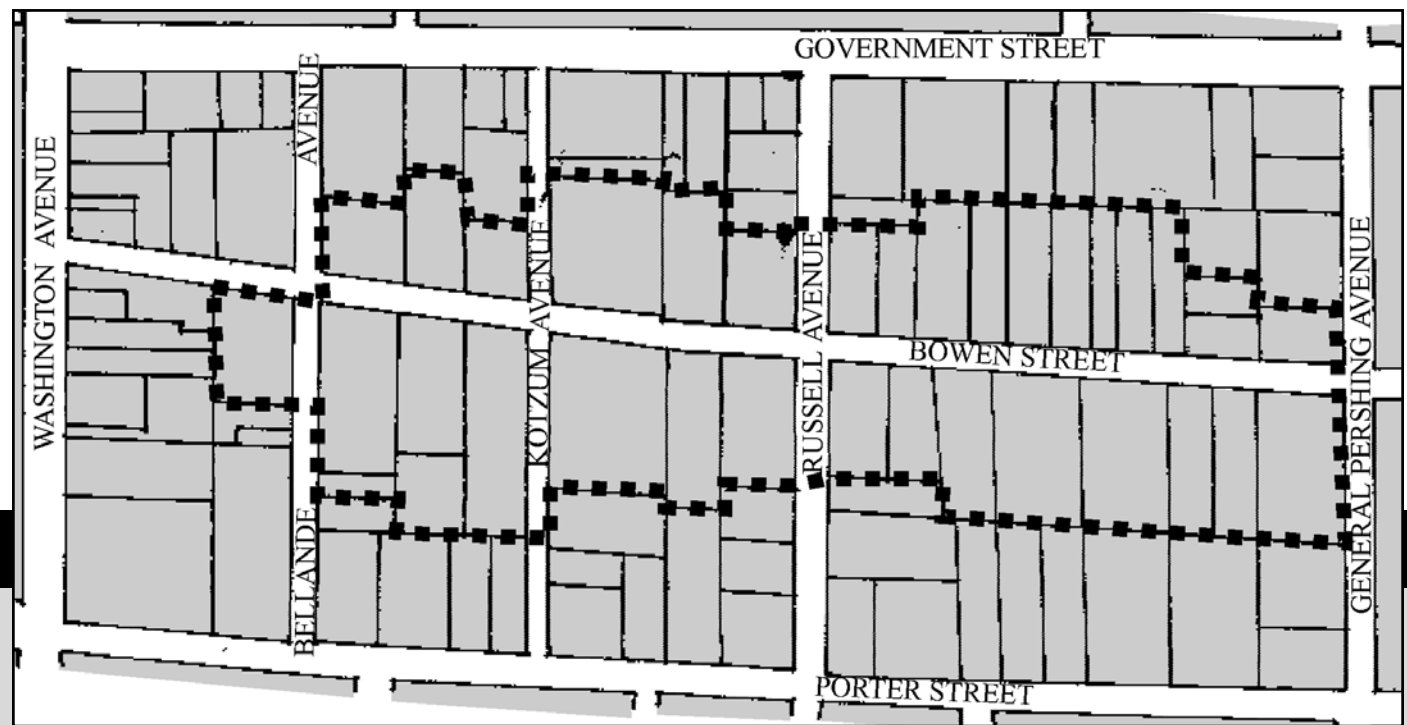 GOVERNMENT STREET
WASHINGTON AVENUE
BELLANDE AVENUE
KOTZUM AVENUE
RUSSELL AVENUE
BOWEN STREET
GENERAL PERSHING AVENUE
PORTER STREET